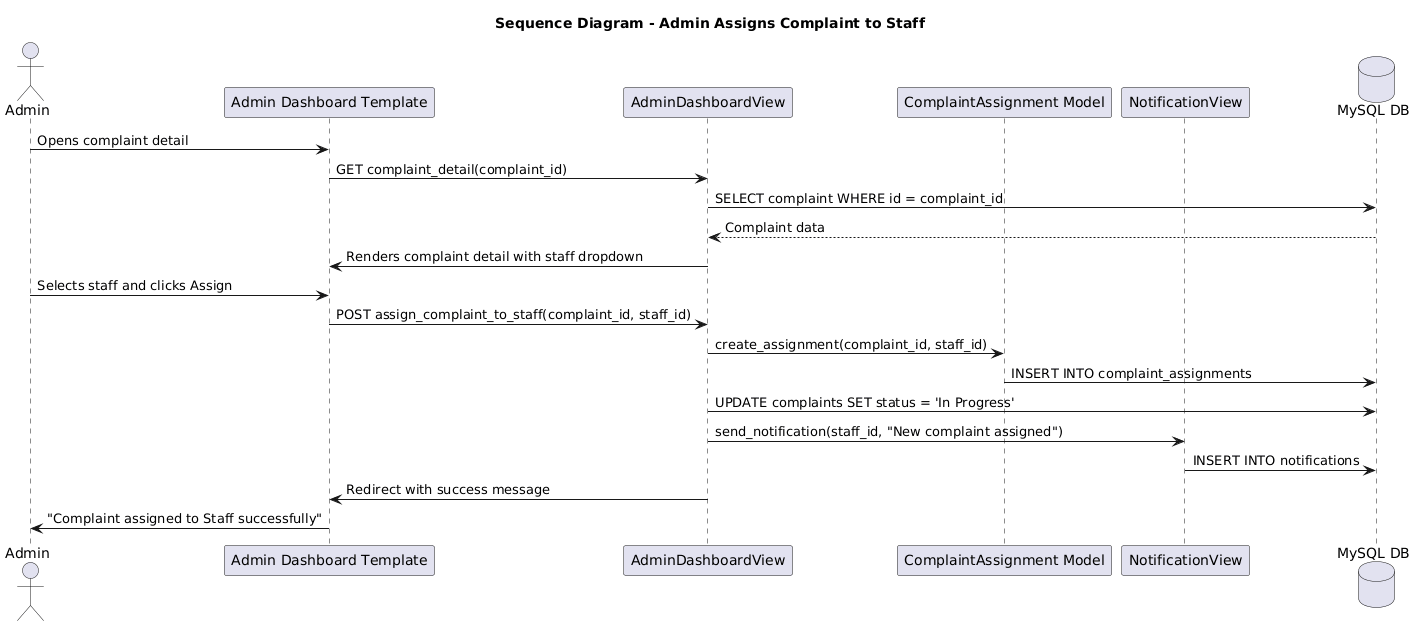 Sequence Diagram - Admin Assigns Complaint to Staff
Admin
Admin Dashboard Template
AdminDashboardView
ComplaintAssignment Model
NotificationView
MySQL DB
Opens complaint detail
GET complaint_detail(complaint_id)
SELECT complaint WHERE id = complaint_id
Complaint data
Renders complaint detail with staff dropdown
Selects staff and clicks Assign
POST assign_complaint_to_staff(complaint_id, staff_id)
create_assignment(complaint_id, staff_id)
INSERT INTO complaint_assignments
UPDATE complaints SET status = 'In Progress'
send_notification(staff_id, "New complaint assigned")
INSERT INTO notifications
Redirect with success message
"Complaint assigned to Staff successfully"
Admin
Admin Dashboard Template
AdminDashboardView
ComplaintAssignment Model
NotificationView
MySQL DB